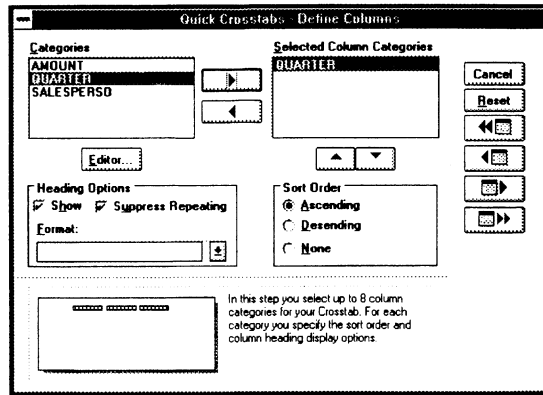 Quick Crosstabs - Define Columns
Categories
AMOUNT
QUARTER
SALESPERSO
Selected Column Categories
QUARTER
Cancel
Reset
Editor...
Heading Options
Show Suppress Repeating
Format:
Sort Order
Ascending
Desending
None
In this step you select up to 8 column
categories for your Crosstab. For each
category you specify the sort order and
column heading display options.